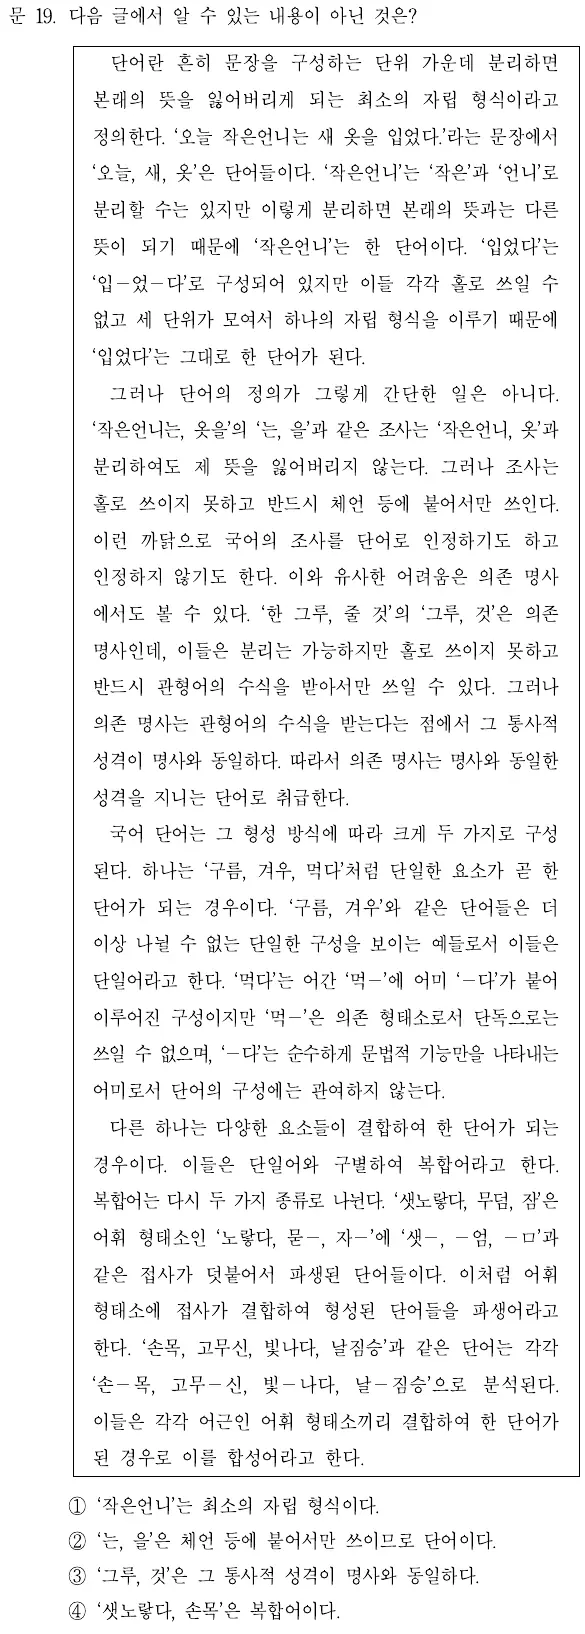 문 19. 다음 글에서 알 수 있는 내용이 아닌 것은?
단어란 흔히 문장을 구성하는 단위 가운데 분리하면
본래의 뜻을 잃어버리게 되는 최소의 자립 형식이라고
정의한다. ‘오늘 작은언니는 새 옷을 입었다.’라는 문장에서
‘오늘, 새, 옷’은 단어들이다. ‘작은언니’는 ‘작은’과 ‘언니’로
분리할 수는 있지만 이렇게 분리하면 본래의 뜻과는 다른
뜻이 되기 때문에 ‘작은언니’는 한 단어이다. ‘입었다’는
‘입-었-다’로 구성되어 있지만 이들 각각 홀로 쓰일 수
없고 세 단위가 모여서 하나의 자립 형식을 이루기 때문에
‘입었다’는 그대로 한 단어가 된다.
그러나 단어의 정의가 그렇게 간단한 일은 아니다.
‘작은언니는, 옷을’의 ‘는, 을’과 같은 조사는 ‘작은언니, 옷’과
분리하여도 제 뜻을 잃어버리지 않는다. 그러나 조사는
홀로 쓰이지 못하고 반드시 체언 등에 붙어서만 쓰인다.
이런 까닭으로 국어의 조사를 단어로 인정하기도 하고
인정하지 않기도 한다. 이와 유사한 어려움은 의존 명사
에서도 볼 수 있다. ‘한 그루, 줄 것’의 ‘그루, 것’은 의존
명사인데, 이들은 분리는 가능하지만 홀로 쓰이지 못하고
반드시 관형어의 수식을 받아서만 쓰일 수 있다. 그러나
의존 명사는 관형어의 수식을 받는다는 점에서 그 통사적
성격이 명사와 동일하다. 따라서 의존 명사는 명사와 동일한
성격을 지니는 단어로 취급한다.
국어 단어는 그 형성 방식에 따라 크게 두 가지로 구성
된다. 하나는 ‘구름, 겨우, 먹다’처럼 단일한 요소가 곧 한
단어가 되는 경우이다. ‘구름, 겨우’와 같은 단어들은 더
이상 나뉠 수 없는 단일한 구성을 보이는 예들로서 이들은
단일어라고 한다. ‘먹다’는 어간 ‘먹-’에 어미 ‘-다’가 붙어
이루어진 구성이지만 ‘먹-’은 의존 형태소로서 단독으로는
쓰일 수 없으며, ‘-다’는 순수하게 문법적 기능만을 나타내는
어미로서 단어의 구성에는 관여하지 않는다.
다른 하나는 다양한 요소들이 결합하여 한 단어가 되는
경우이다. 이들은 단일어와 구별하여 복합어라고 한다.
복합어는 다시 두 가지 종류로 나뉜다. ‘샛노랗다, 무덤, 잠’은
어휘 형태소인 ‘노랗다, 묻-, 자-’에 ‘샛-, -엄, -ㅁ’과
같은 접사가 덧붙어서 파생된 단어들이다. 이처럼 어휘
형태소에 접사가 결합하여 형성된 단어들을 파생어라고
한다. ‘손목, 고무신, 빛나다, 날짐승’과 같은 단어는 각각
‘손-목, 고무-신, 빛-나다, 날-짐승’으로 분석된다.
이들은 각각 어근인 어휘 형태소끼리 결합하여 한 단어가
된 경우로 이를 합성어라고 한다.
① ‘작은언니’는 최소의 자립 형식이다.
② ‘는, 을’은 체언 등에 붙어서만 쓰이므로 단어이다.
③ ‘그루, 것’은 그 통사적 성격이 명사와 동일하다.
④ ‘샛노랗다, 손목’은 복합어이다.